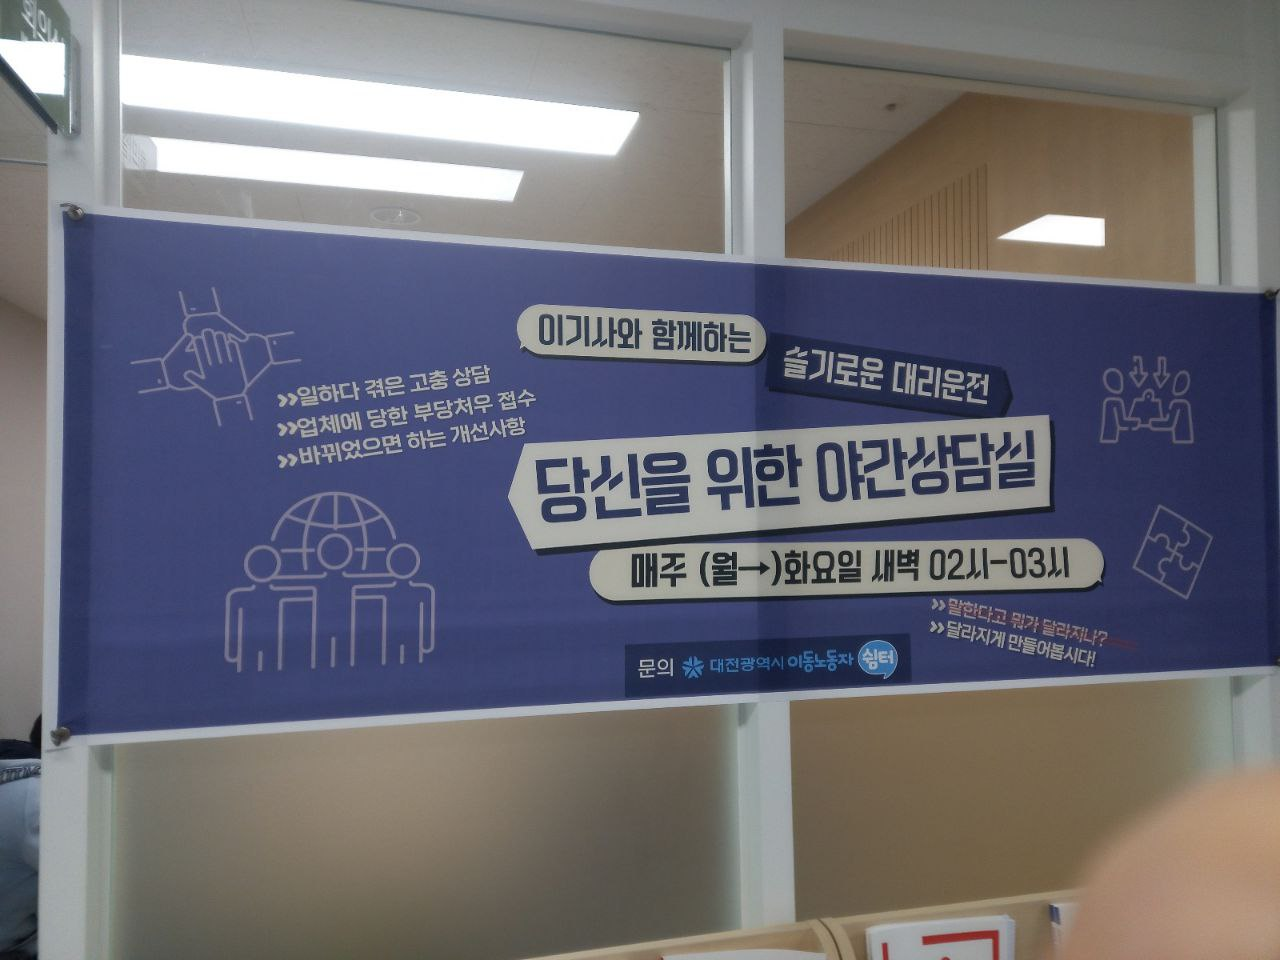 회의실
이기사와 함께하는
슬기로운 대리운전
>>일하다 겪은 고충 상담
>>업체에 당한 부당처우 접수
>>바뀌었으면 하는 개선사항
당신을 위한 야간상담실
매주 (월→)화요일 새벽 02시-03시
>>말한다고 뭐가 달라지나?
>>달라지게 만들어봅시다!
문의 대전광역시 이동노동자 쉼터